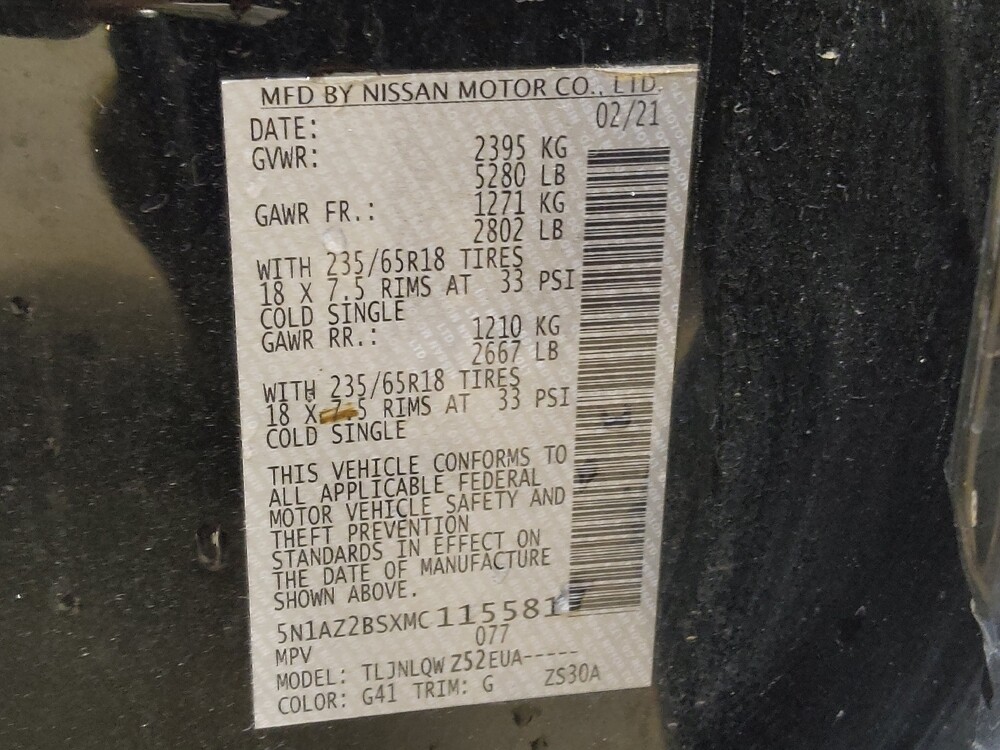 MFD BY NISSAN MOTOR CO., LTD.
DATE: 02/21
GVWR: 2395 KG
5280 LB
GAWR FR.: 1271 KG
2802 LB
WITH 235/65R18 TIRES
18 X 7.5 RIMS AT 33 PSI
COLD SINGLE
GAWR RR.: 1210 KG
2667 LB
WITH 235/65R18 TIRES
18 X 7.5 RIMS AT 33 PSI
COLD SINGLE
THIS VEHICLE CONFORMS TO
ALL APPLICABLE FEDERAL
MOTOR VEHICLE SAFETY AND
THEFT PREVENTION
STANDARDS IN EFFECT ON
THE DATE OF MANUFACTURE
SHOWN ABOVE.
5N1AZ2BSXMC115581
MPV 077
MODEL: TLJNLQW Z52EUA-----
COLOR: G41 TRIM: G ZS30A